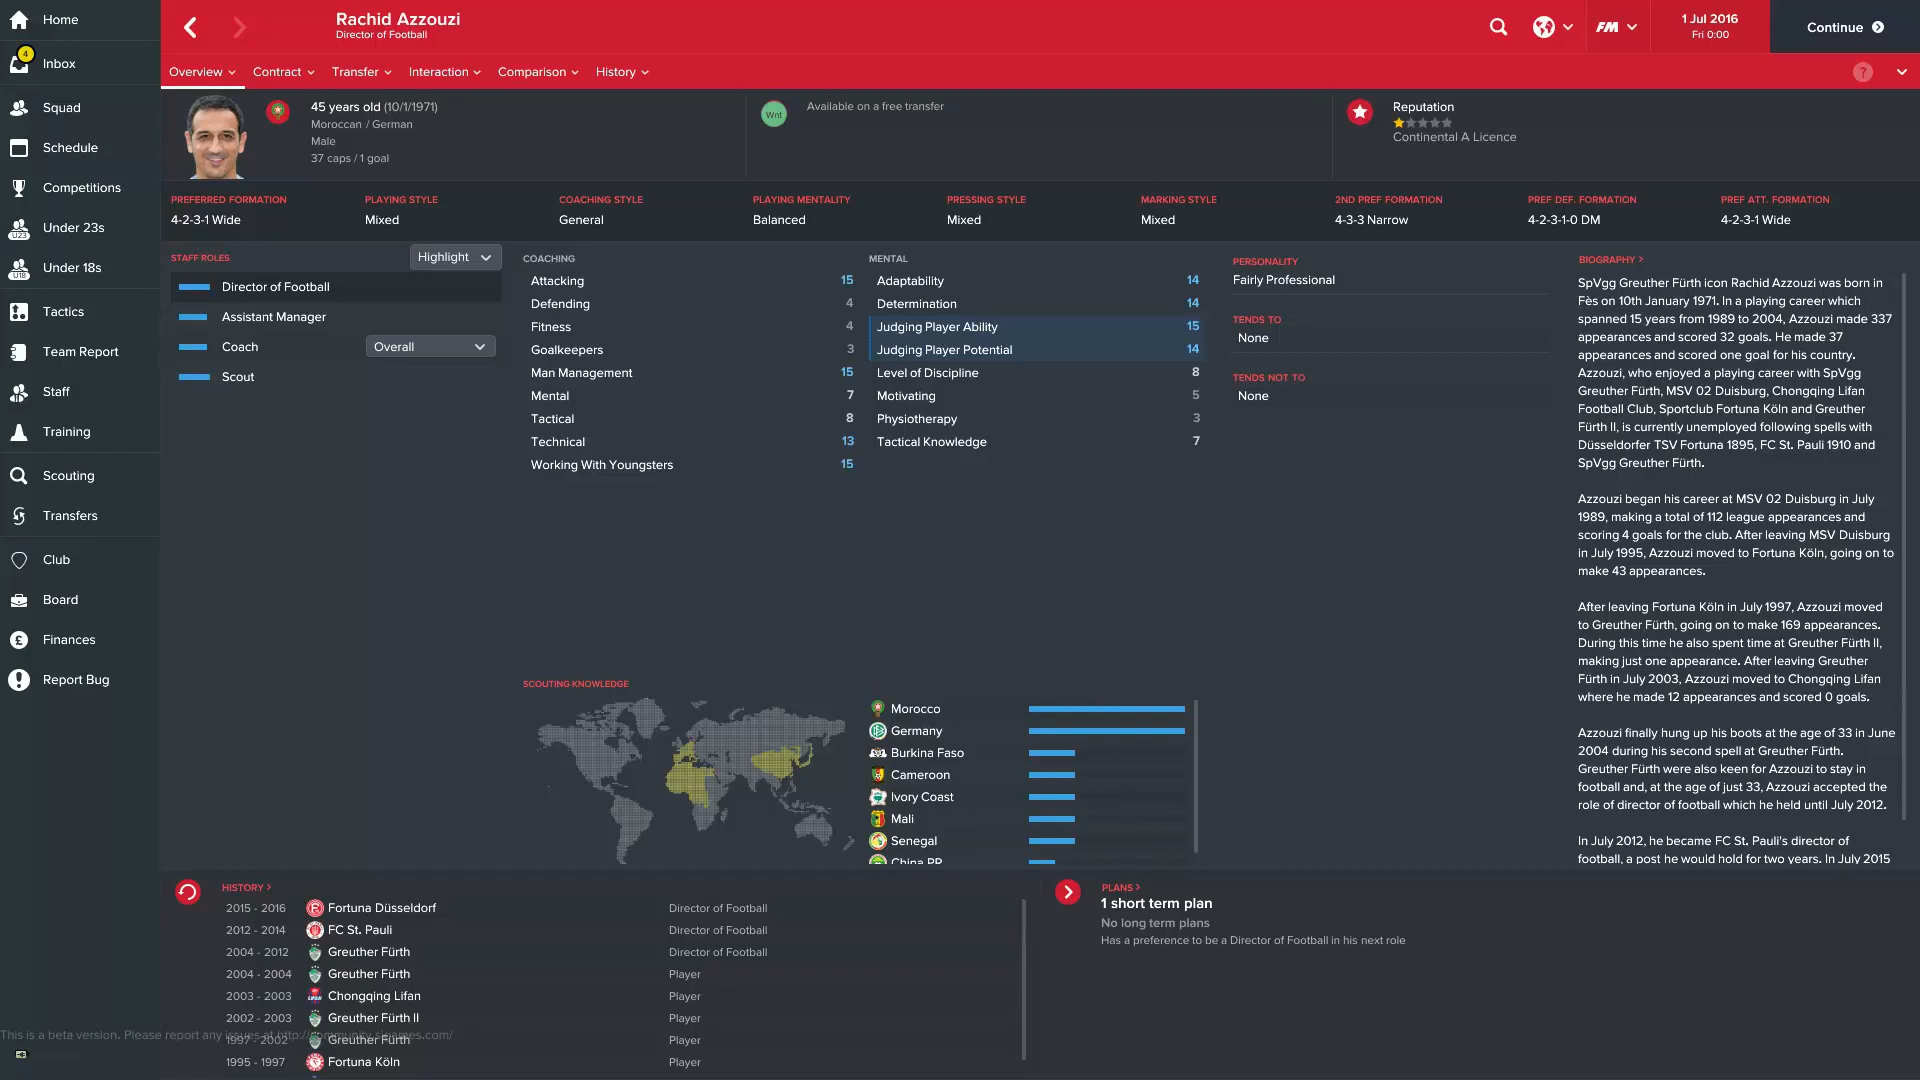 Home
4
Inbox
Squad
Schedule
Competitions
Under 23s
Under 18s
Tactics
Team Report
Staff
Training
Scouting
Transfers
Club
Board
Finances
Report Bug
Rachid Azzouzi
Director of Football
FM
1 Jul 2016
Fri 0:00
Continue
Overview
Contract
Transfer
Interaction
Comparison
History
?
45 years old (10/1/1971)
Moroccan / German
Male
37 caps / 1 goal
Wnt
Available on a free transfer
Reputation
Continental A Licence
PREFERRED FORMATION
4-2-3-1 Wide
PLAYING STYLE
Mixed
COACHING STYLE
General
PLAYING MENTALITY
Balanced
PRESSING STYLE
Mixed
MARKING STYLE
Mixed
2ND PREF FORMATION
4-3-3 Narrow
PREF DEF. FORMATION
4-2-3-1-0 DM
PREF ATT. FORMATION
4-2-3-1 Wide
STAFF ROLES
Highlight
Director of Football
Assistant Manager
Coach
Overall
Scout
COACHING
Attacking 15
Defending 4
Fitness 4
Goalkeepers 3
Man Management 15
Mental 7
Tactical 8
Technical 13
Working With Youngsters 15
MENTAL
Adaptability 14
Determination 14
Judging Player Ability 15
Judging Player Potential 14
Level of Discipline 8
Motivating 5
Physiotherapy 3
Tactical Knowledge 7
PERSONALITY
Fairly Professional
TENDS TO
None
TENDS NOT TO
None
BIOGRAPHY >
SpVgg Greuther Fürth icon Rachid Azzouzi was born in
Fès on 10th January 1971. In a playing career which
spanned 15 years from 1989 to 2004, Azzouzi made 337
appearances and scored 32 goals. He made 37
appearances and scored one goal for his country.
Azzouzi, who enjoyed a playing career with SpVgg
Greuther Fürth, MSV 02 Duisburg, Chongqing Lifan
Football Club, Sportclub Fortuna Köln and Greuther
Fürth II, is currently unemployed following spells with
Düsseldorfer TSV Fortuna 1895, FC St. Pauli 1910 and
SpVgg Greuther Fürth.
Azzouzi began his career at MSV 02 Duisburg in July
1989, making a total of 112 league appearances and
scoring 4 goals for the club. After leaving MSV Duisburg
in July 1995, Azzouzi moved to Fortuna Köln, going on to
make 43 appearances.
After leaving Fortuna Köln in July 1997, Azzouzi moved
to Greuther Fürth, going on to make 169 appearances.
During this time he also spent time at Greuther Fürth II,
making just one appearance. After leaving Greuther
Fürth in July 2003, Azzouzi moved to Chongqing Lifan
where he made 12 appearances and scored 0 goals.
Azzouzi finally hung up his boots at the age of 33 in June
2004 during his second spell at Greuther Fürth.
Greuther Fürth were also keen for Azzouzi to stay in
football and, at the age of just 33, Azzouzi accepted the
role of director of football which he held until July 2012.
In July 2012, he became FC St. Pauli's director of
football, a post he would hold for two years. In July 2015
SCOUTING KNOWLEDGE
Morocco
Germany
Burkina Faso
Cameroon
Ivory Coast
Mali
Senegal
China PR
HISTORY >
2015 - 2016 Fortuna Düsseldorf Director of Football
2012 - 2014 FC St. Pauli Director of Football
2004 - 2012 Greuther Fürth Director of Football
2004 - 2004 Greuther Fürth Player
2003 - 2003 Chongqing Lifan Player
2002 - 2003 Greuther Fürth II Player
1997 - 2002 Greuther Fürth Player
1995 - 1997 Fortuna Köln Player
PLANS >
1 short term plan
No long term plans
Has a preference to be a Director of Football in his next role
This is a beta version. Please report any issues at http://community.sigames.com/